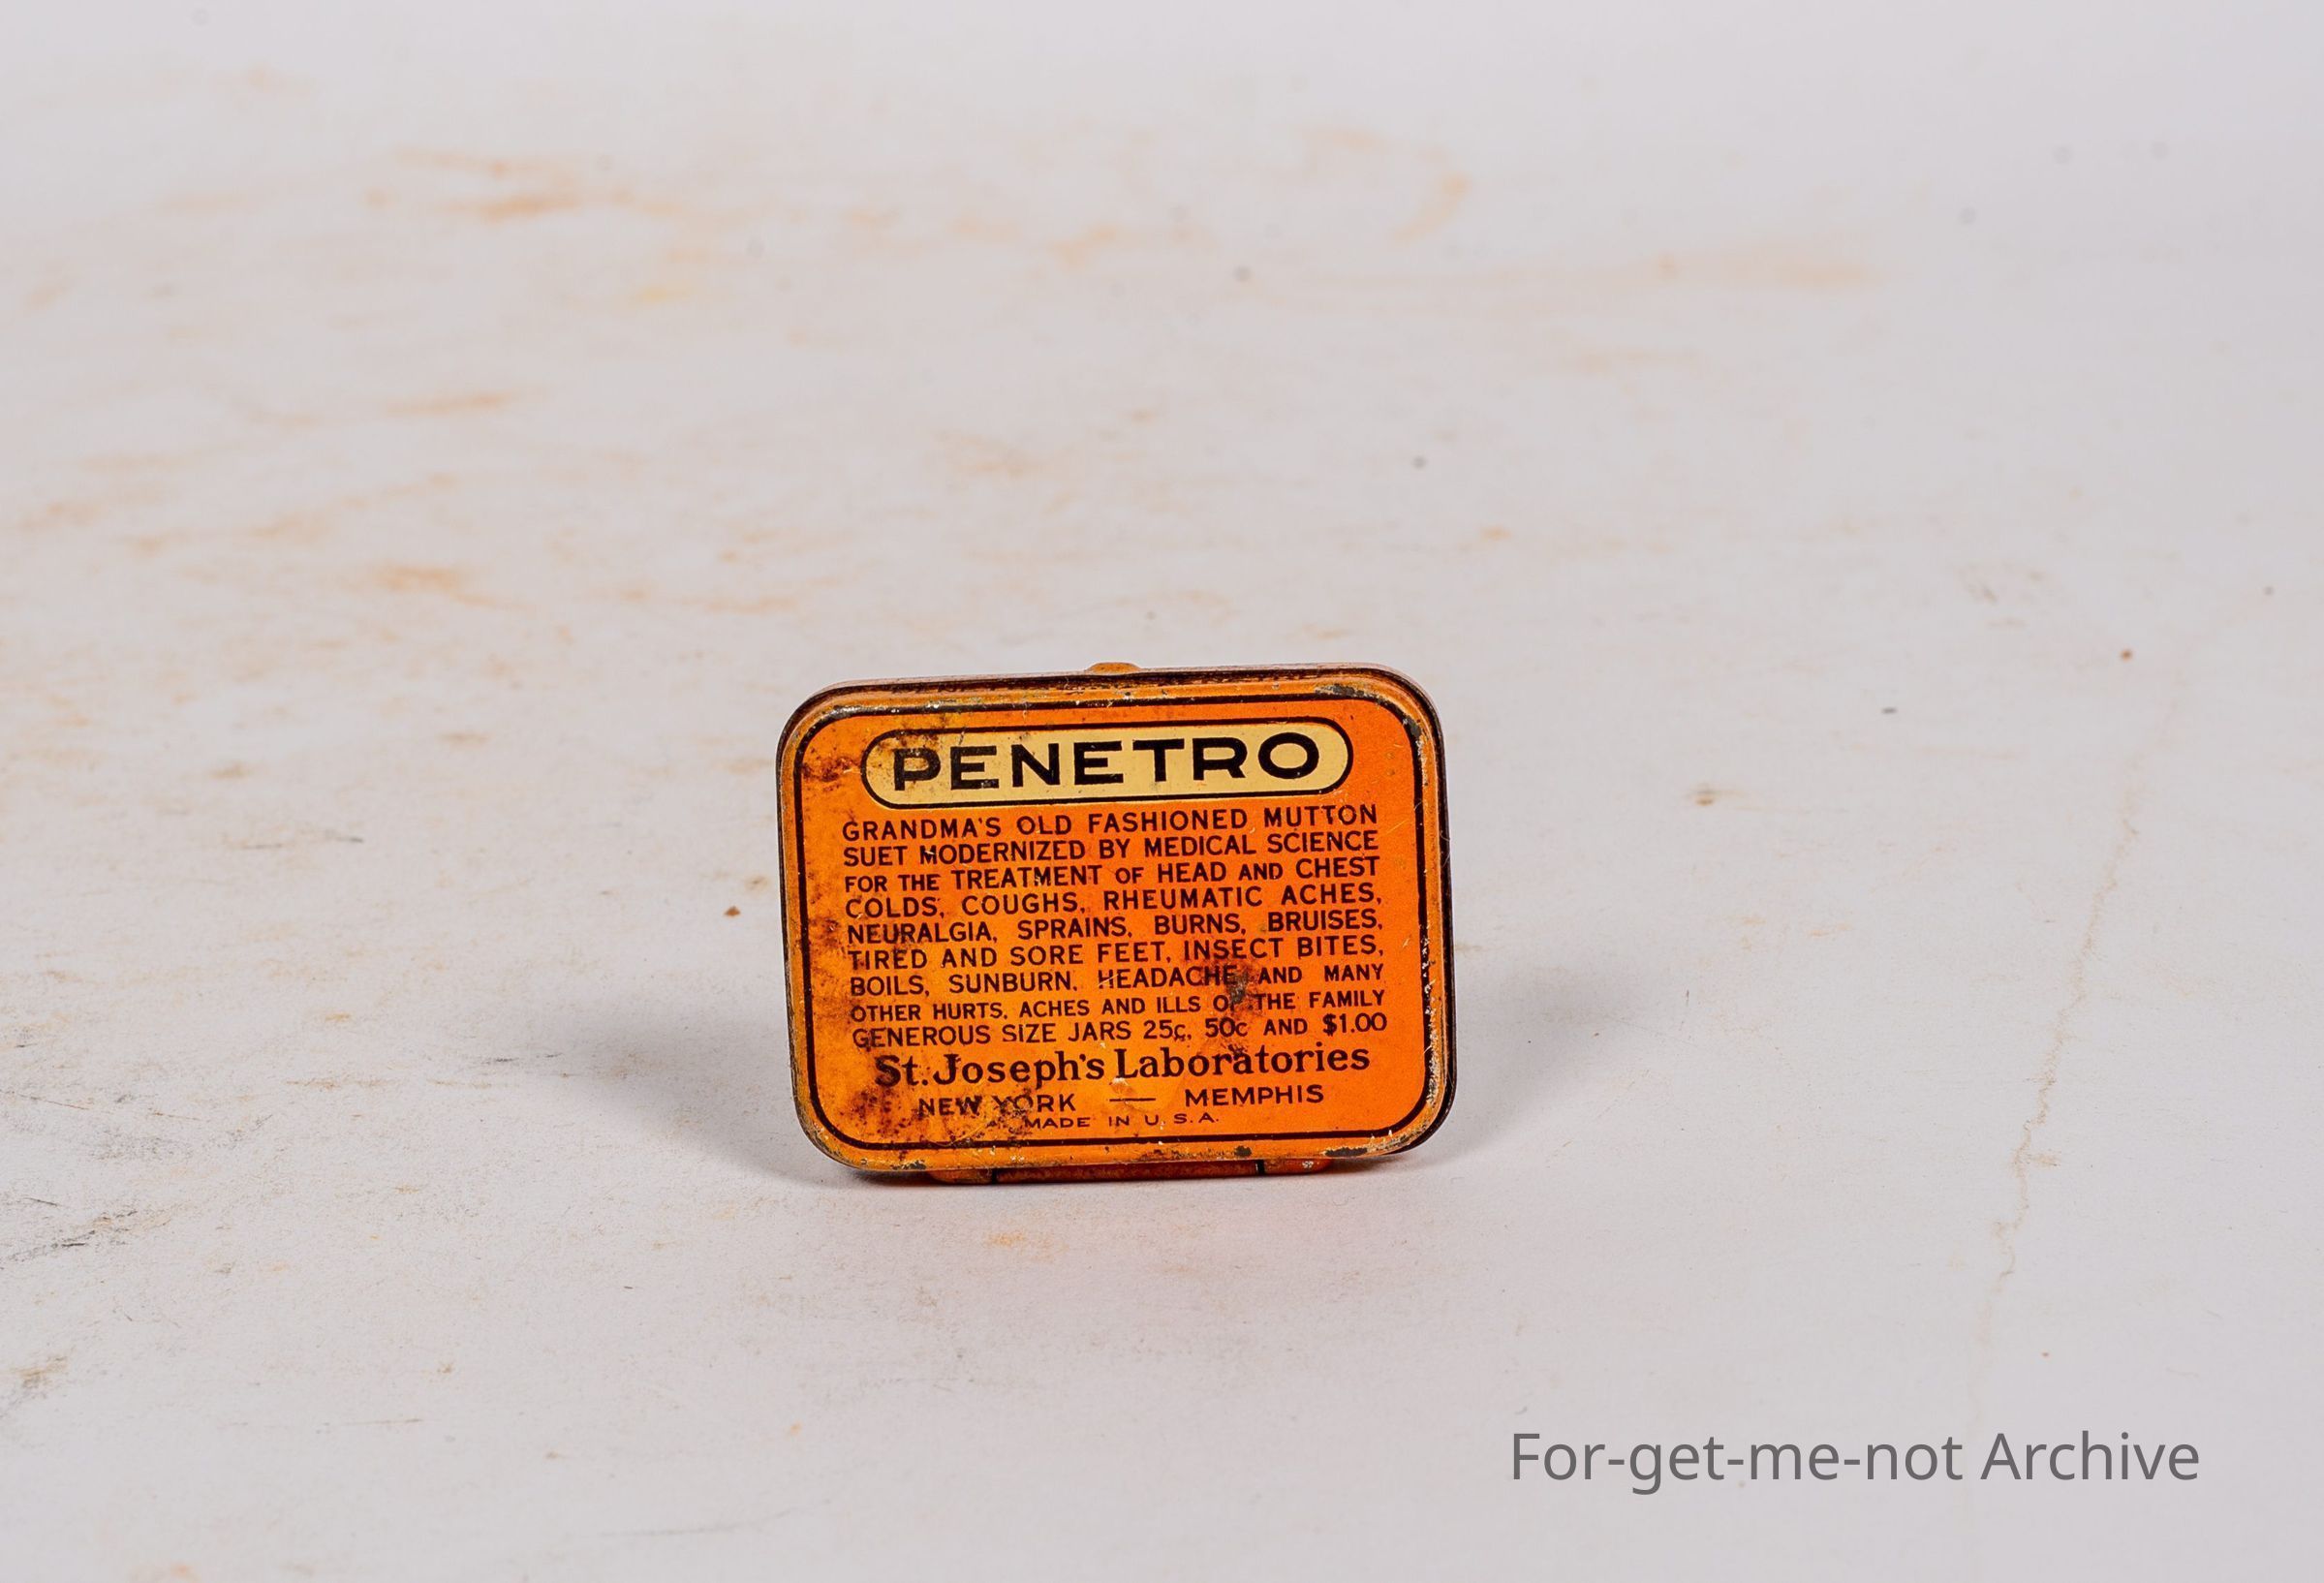 PENETRO
GRANDMA'S OLD FASHIONED MUTTON
SUET MODERNIZED BY MEDICAL SCIENCE
FOR THE TREATMENT OF HEAD AND CHEST
COLDS, COUGHS, RHEUMATIC ACHES,
NEURALGIA, SPRAINS, BURNS, BRUISES,
TIRED AND SORE FEET, INSECT BITES,
BOILS, SUNBURN, HEADACHE AND MANY
OTHER HURTS, ACHES AND ILLS OF THE FAMILY
GENEROUS SIZE JARS 25c, 50c AND $1.00
St. Joseph's Laboratories
NEW YORK — MEMPHIS
MADE IN U.S.A.
For-get-me-not Archive